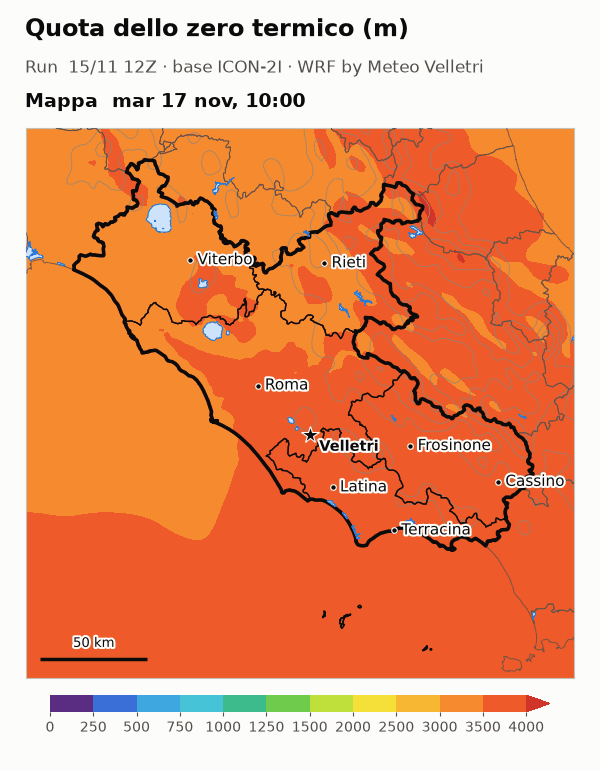 Quota dello zero termico (m)
Run  15/11 12Z · base ICON-2I · WRF by Meteo Velletri
Mappa  mar 17 nov, 10:00
Viterbo
Rieti
Roma
Velletri
Frosinone
Latina
Cassino
Terracina
50 km
0 250 500 750 1000 1250 1500 2000 2500 3000 3500 4000